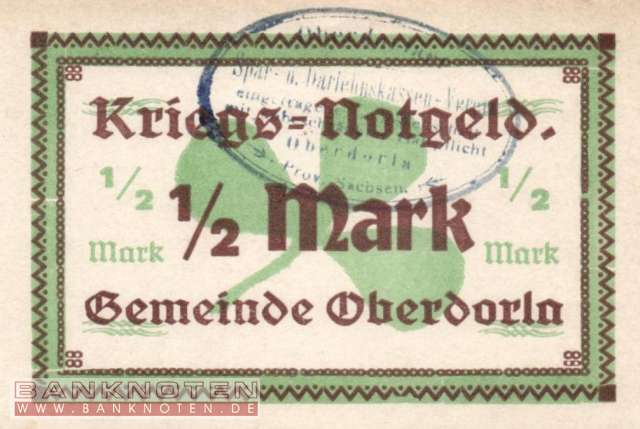 Oberdorla
Spar- u. Darlehnskassen-Verein
Kriegs=Notgeld.
Oberdorla
Prov. Sachsen.
1/2 1/2 Mark 1/2
Mark Mark
Gemeinde Oberdorla
BANKNOTEN
WWW.BANKNOTEN.DE